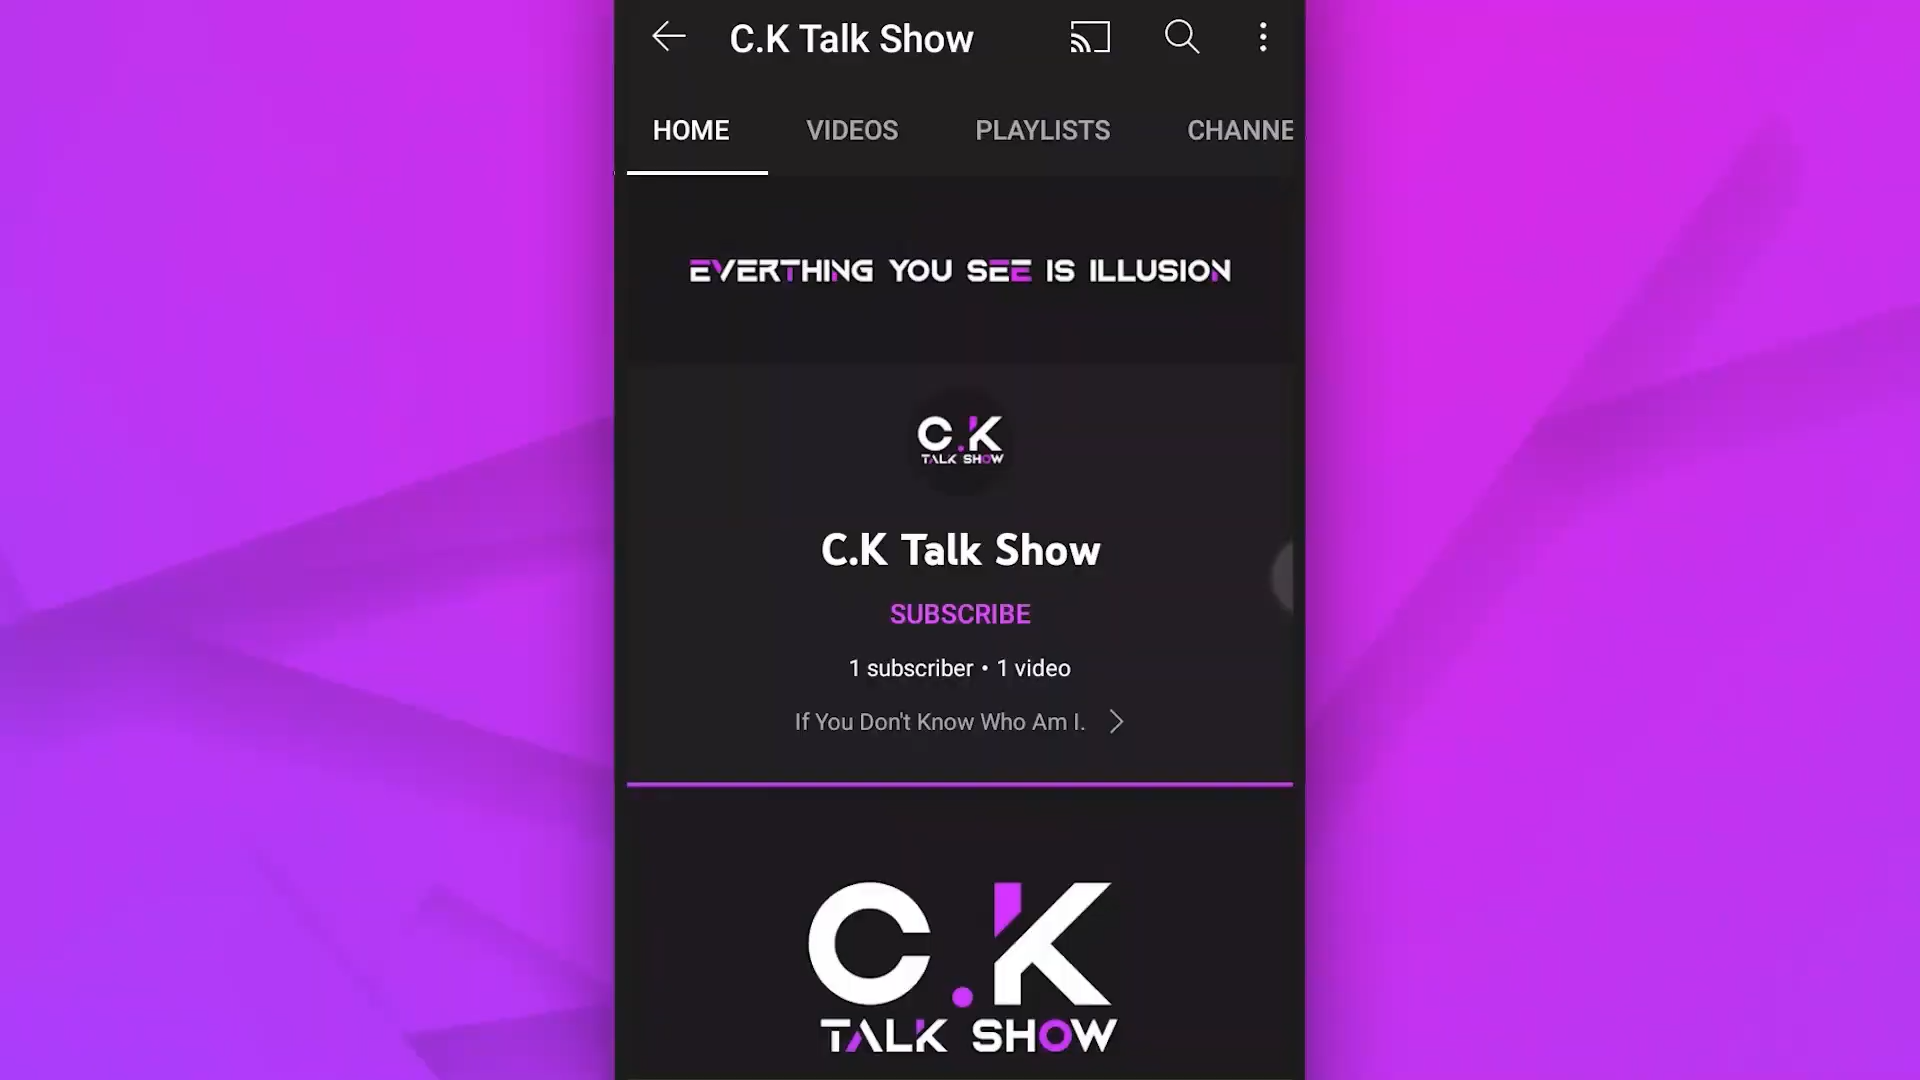 C.K Talk Show
HOME VIDEOS PLAYLISTS CHANNE
EVERTHING YOU SEE IS ILLUSION
C.K
TALK SHOW
C.K Talk Show
SUBSCRIBE
1 subscriber • 1 video
If You Don't Know Who Am I.
C.K
TALK SHOW